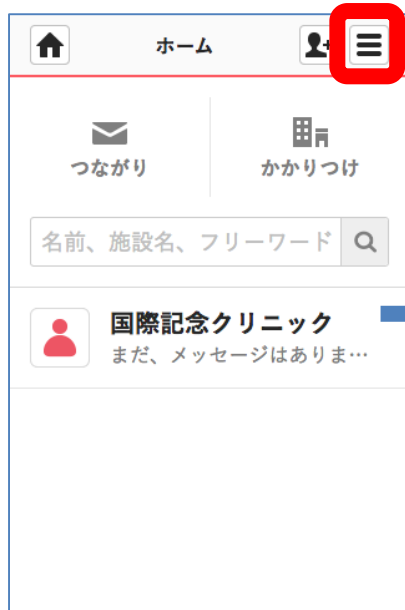 ホーム
つながり
かかりつけ
名前、施設名、フリーワード
国際記念クリニック
まだ、メッセージはありま…